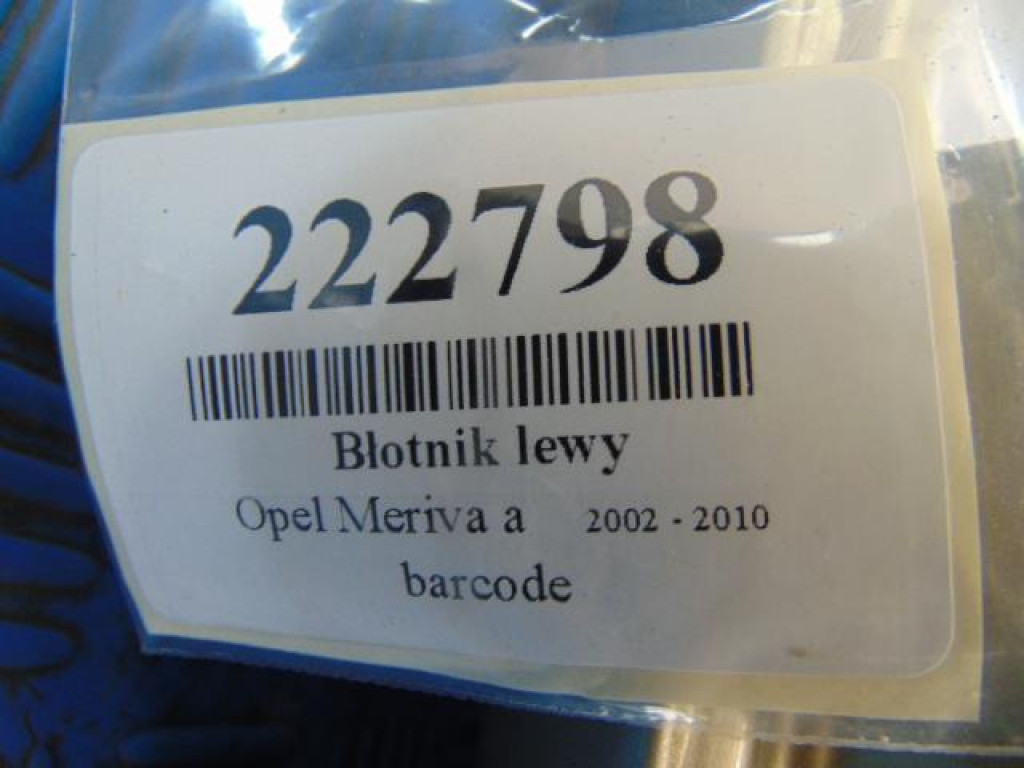 222798
Błotnik lewy
Opel Meriva a 2002 - 2010
barcode